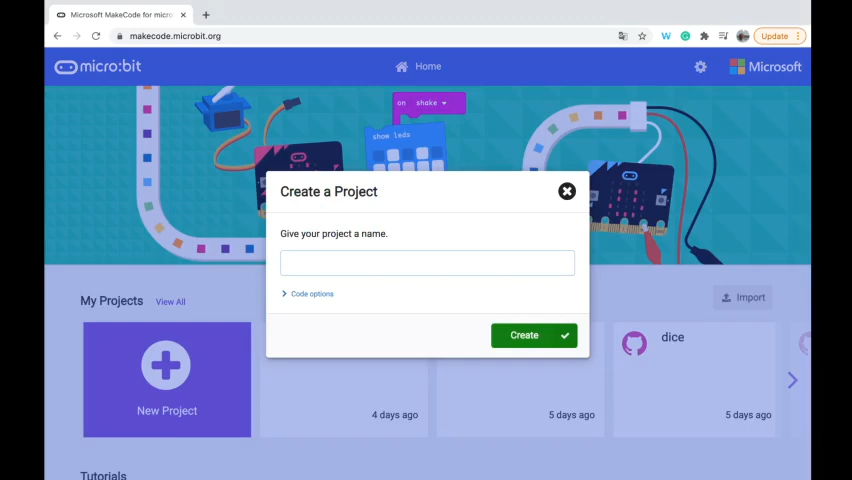 Microsoft MakeCode for micro
makecode.microbit.org
Update
micro:bit
Home
Microsoft
on shake
show leds
Create a Project
Give your project a name.
Code options
Create
My Projects
View All
Import
New Project
4 days ago
5 days ago
dice
5 days ago
Tutorials